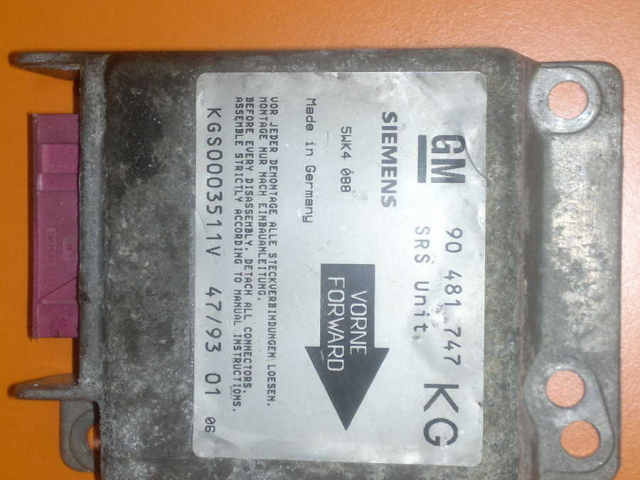 GM 90 481 747 KG
SIEMENS SRS Unit.
5WK4 088
Made in Germany
VORNE
FORWARD
VOR JEDER DEMONTAGE ALLE STECKVERBINDUNGEN LOESEN.
MONTAGE NUR NACH EINBAUANLEITUNG.
BEFORE EVERY DISASSEMBLY, DETACH ALL CONNECTORS.
ASSEMBLE STRICTLY ACCORDING TO MANUAL INSTRUCTIONS.
KGS0003511V 47/93 01 06